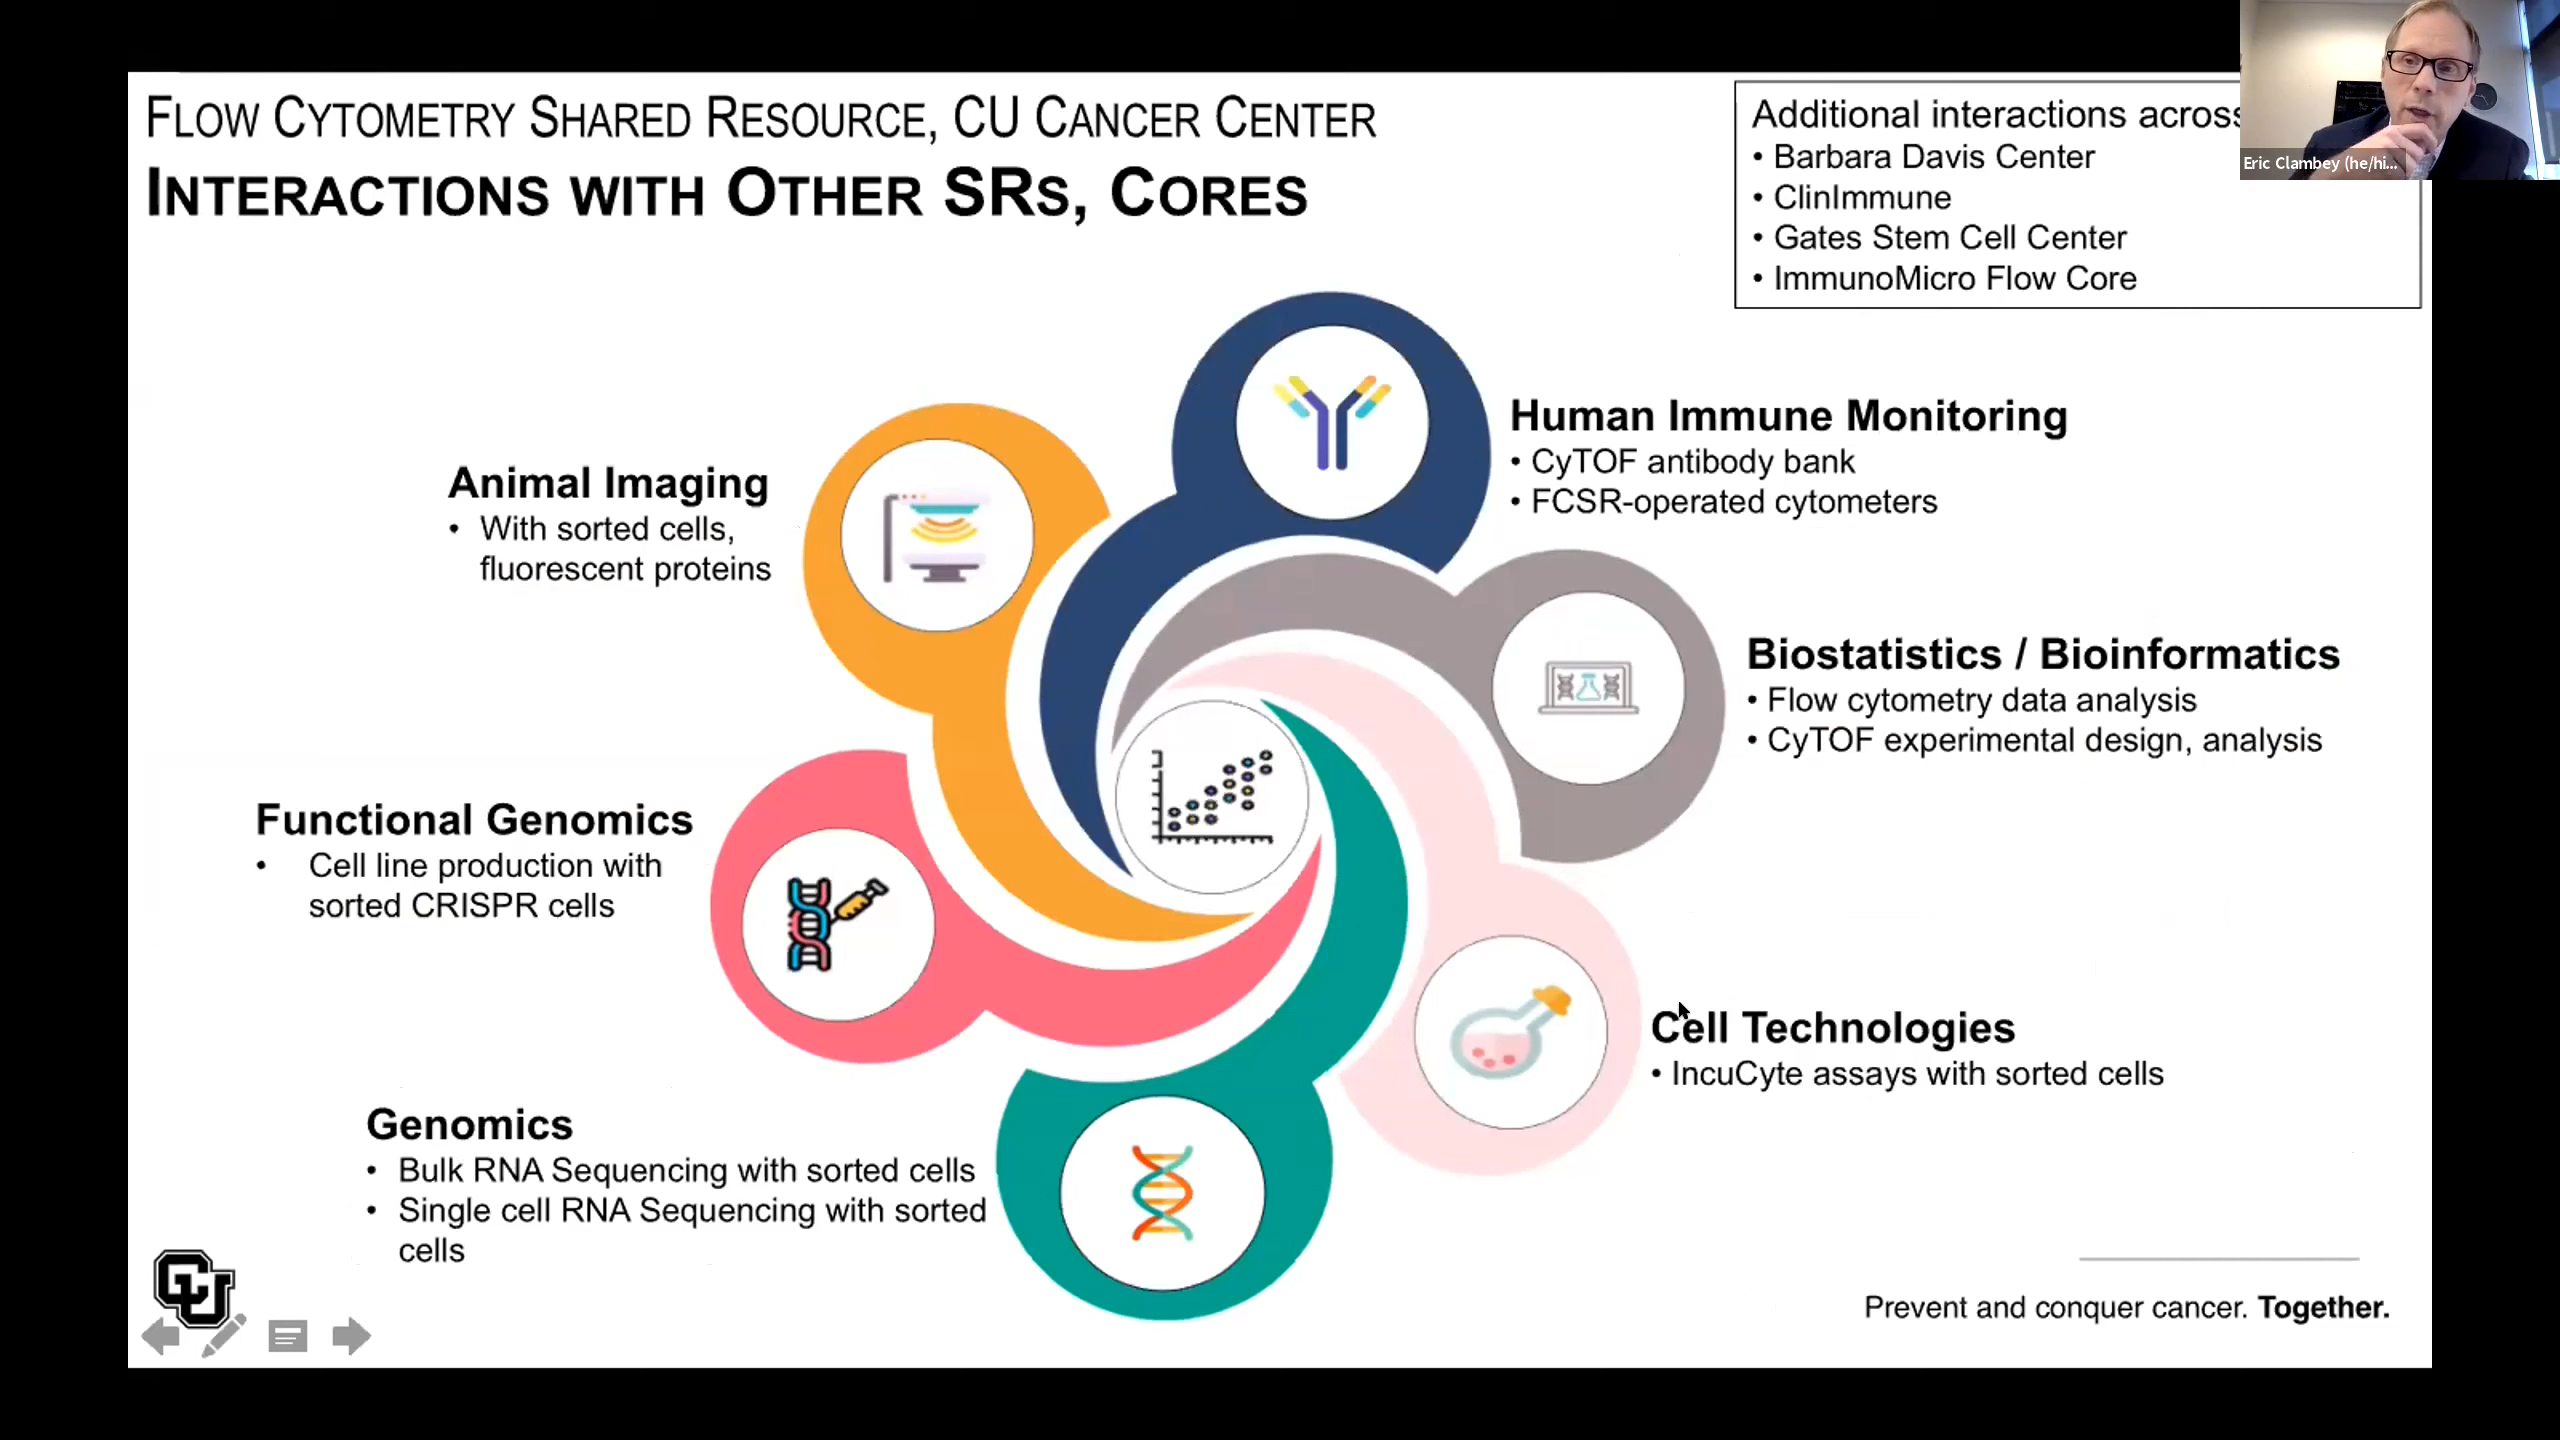 FLOW CYTOMETRY SHARED RESOURCE, CU CANCER CENTER
INTERACTIONS WITH OTHER SRS, CORES
Additional interactions across
• Barbara Davis Center
• ClinImmune
• Gates Stem Cell Center
• ImmunoMicro Flow Core
Eric Clambey (he/hi...
Human Immune Monitoring
• CyTOF antibody bank
• FCSR-operated cytometers
Animal Imaging
• With sorted cells,
fluorescent proteins
Biostatistics / Bioinformatics
• Flow cytometry data analysis
• CyTOF experimental design, analysis
Functional Genomics
• Cell line production with
sorted CRISPR cells
Cell Technologies
• IncuCyte assays with sorted cells
Genomics
• Bulk RNA Sequencing with sorted cells
• Single cell RNA Sequencing with sorted
cells
CU
Prevent and conquer cancer. Together.